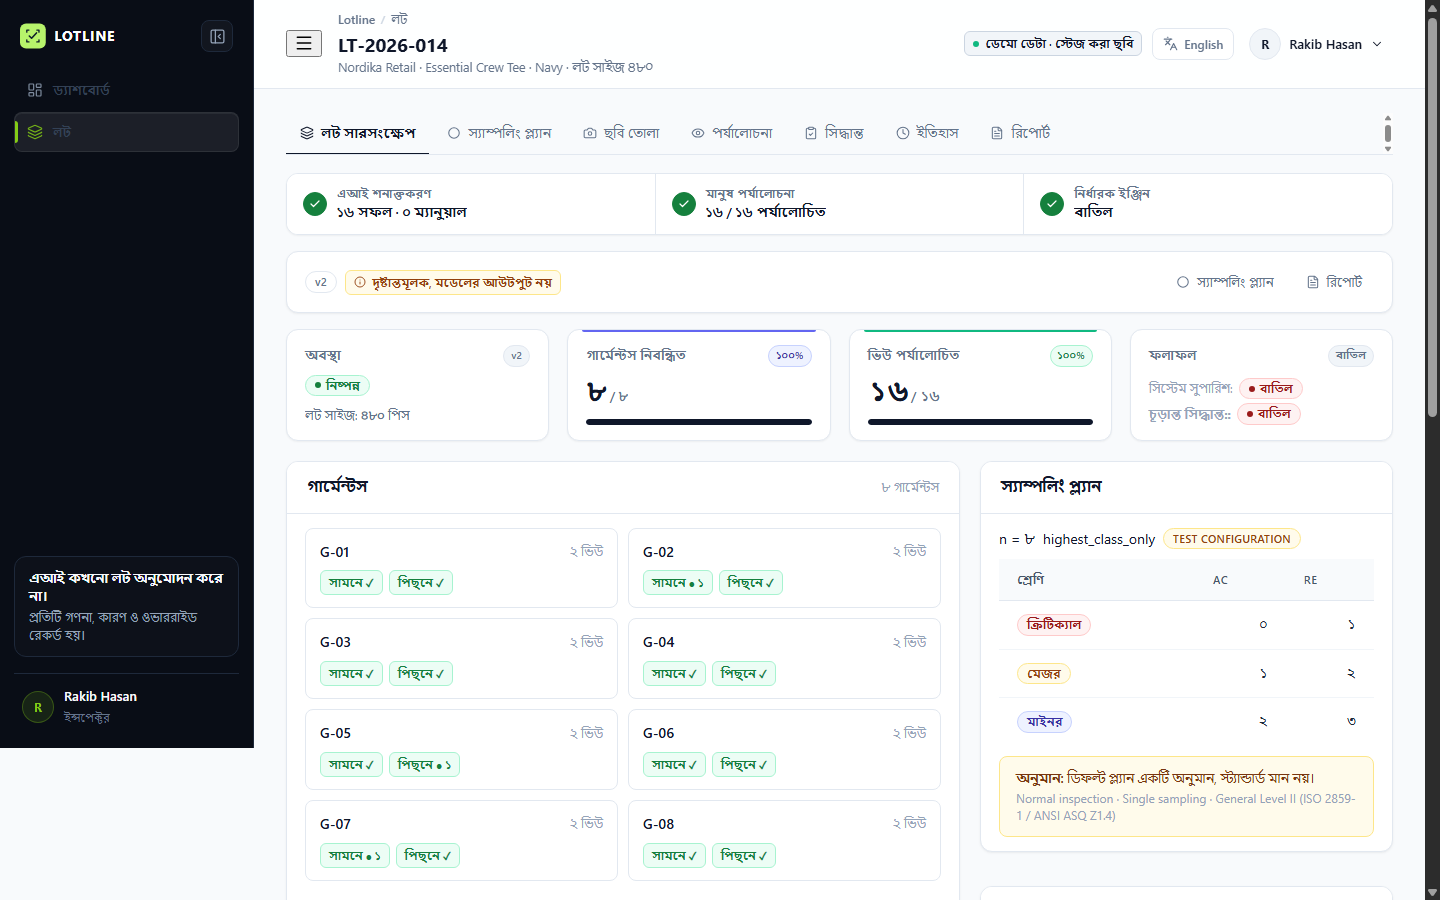 LOTLINE
ড্যাশবোর্ড
লট
এআই কখনো লট অনুমোদন করে
না।
প্রতিটি গণনা, কারণ ও ওভাররাইড
রেকর্ড হয়।
R
Rakib Hasan
ইন্সপেক্টর
Lotline / লট
LT-2026-014
Nordika Retail · Essential Crew Tee · Navy · লট সাইজ ৪৮০
ডেমো ডেটা · স্টেজ করা ছবি
English
R Rakib Hasan
লট সারসংক্ষেপ
স্যাম্পলিং প্ল্যান
ছবি তোলা
পর্যালোচনা
সিদ্ধান্ত
ইতিহাস
রিপোর্ট
এআই শনাক্তকরণ
১৬ সফল · ০ ম্যানুয়াল
মানুষ পর্যালোচনা
১৬ / ১৬ পর্যালোচিত
নির্ধারক ইঞ্জিন
বাতিল
v2
দৃষ্টান্তমূলক, মডেলের আউটপুট নয়
স্যাম্পলিং প্ল্যান
রিপোর্ট
অবস্থা v2
নিষ্পন্ন
লট সাইজ: ৪৮০ পিস
গার্মেন্টস নিবন্ধিত ১০০%
৮ / ৮
ভিউ পর্যালোচিত ১০০%
১৬ / ১৬
ফলাফল বাতিল
সিস্টেম সুপারিশ: বাতিল
চূড়ান্ত সিদ্ধান্ত:: বাতিল
গার্মেন্টস ৮ গার্মেন্টস
G-01 ২ ভিউ
সামনে ✓ পিছনে ✓
G-02 ২ ভিউ
সামনে ● ১ পিছনে ✓
G-03 ২ ভিউ
সামনে ✓ পিছনে ✓
G-04 ২ ভিউ
সামনে ✓ পিছনে ✓
G-05 ২ ভিউ
সামনে ✓ পিছনে ● ১
G-06 ২ ভিউ
সামনে ✓ পিছনে ✓
G-07 ২ ভিউ
সামনে ● ১ পিছনে ✓
G-08 ২ ভিউ
সামনে ✓ পিছনে ✓
স্যাম্পলিং প্ল্যান
n = ৮ highest_class_only TEST CONFIGURATION
শ্রেণি AC RE
ক্রিটিক্যাল ০ ১
মেজর ১ ২
মাইনর ২ ৩
অনুমান: ডিফল্ট প্ল্যান একটি অনুমান, স্ট্যান্ডার্ড মান নয়।
Normal inspection · Single sampling · General Level II (ISO 2859-
1 / ANSI ASQ Z1.4)